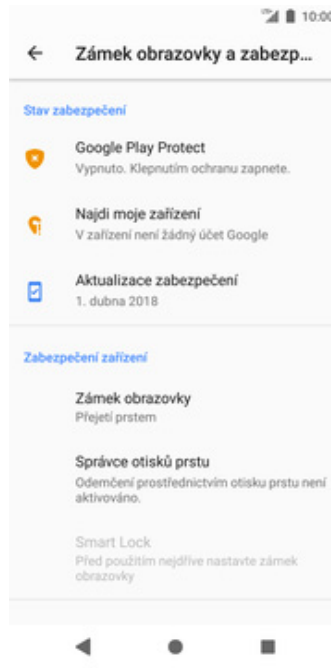 10:00
Zámek obrazovky a zabezp...
Stav zabezpečení
Google Play Protect
Vypnuto. Klepnutím ochranu zapnete.
Najdi moje zařízení
V zařízení není žádný účet Google
Aktualizace zabezpečení
1. dubna 2018
Zabezpečení zařízení
Zámek obrazovky
Přejetí prstem
Správce otisků prstu
Odemčení prostřednictvím otisku prstu není
aktivováno.
Smart Lock
Před použitím nejdříve nastavte zámek
obrazovky